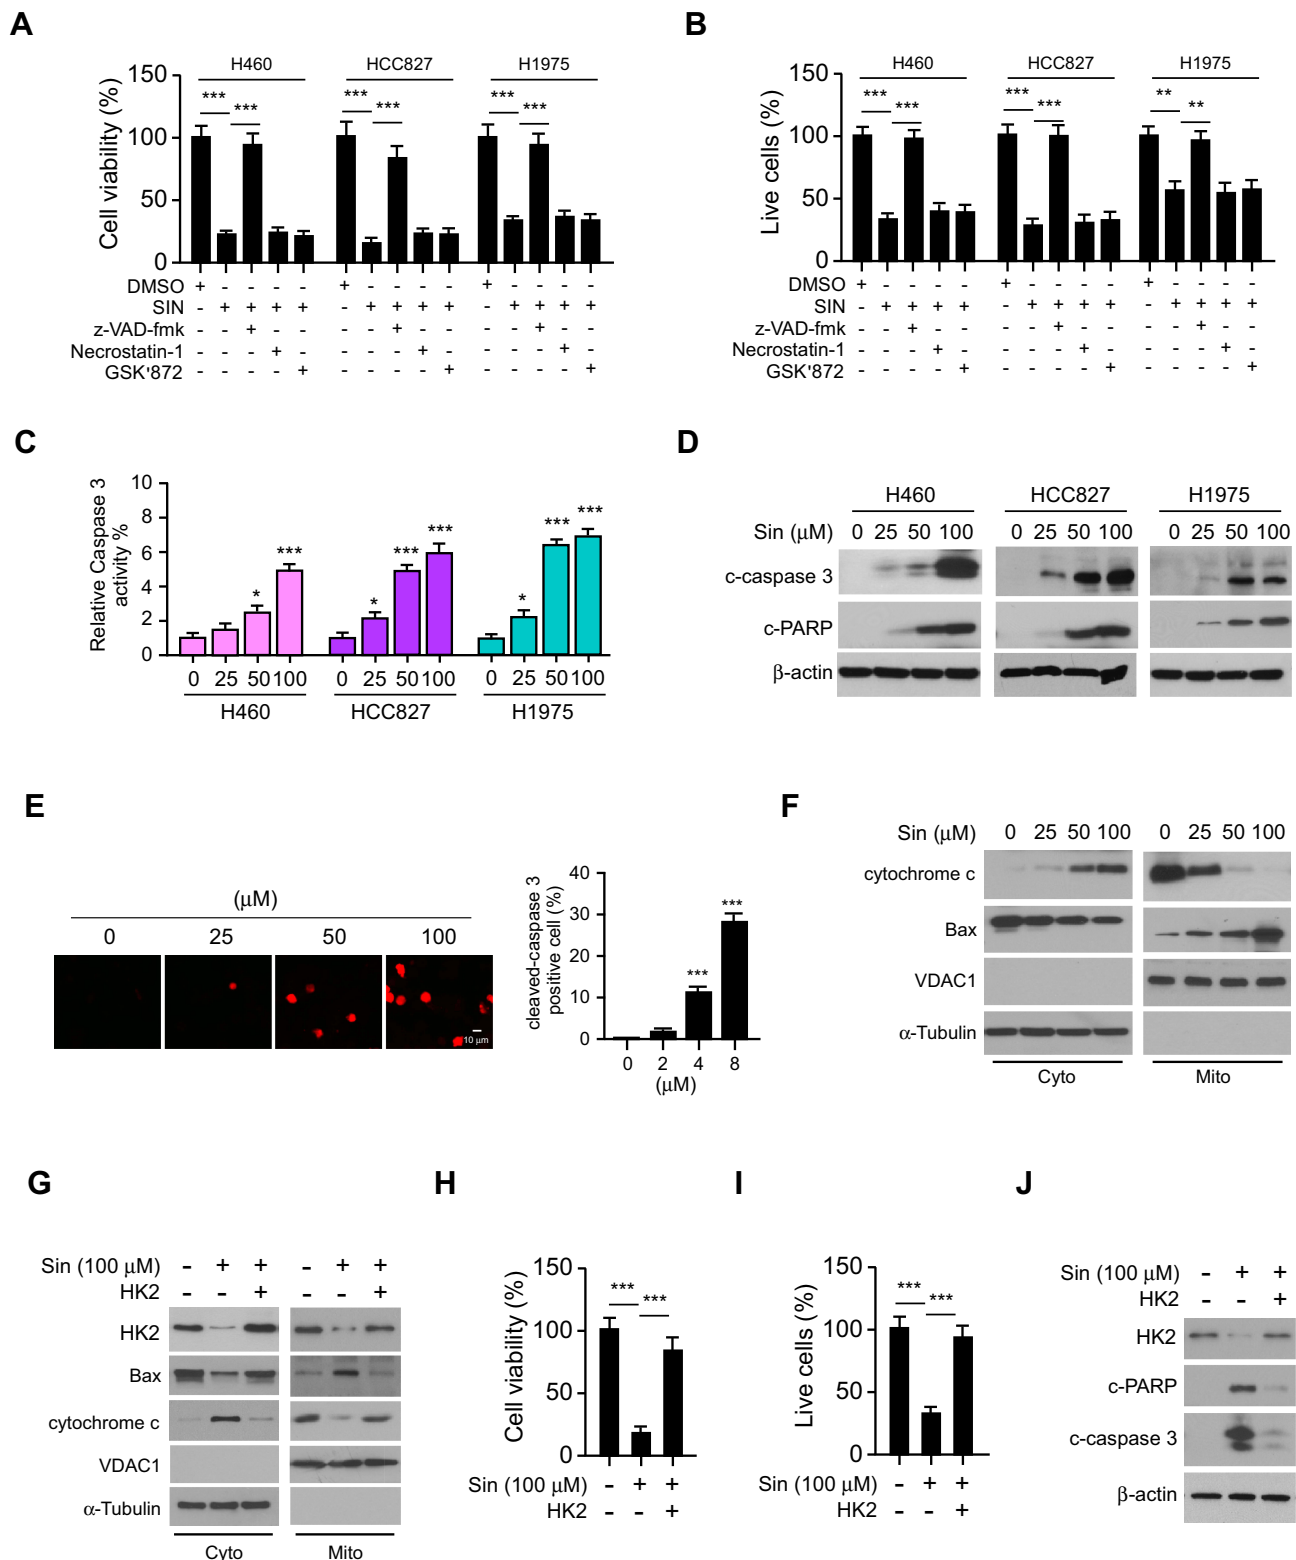 A
H460 HCC827 H1975
*** *** *** *** *** ***
Cell viability (%)
150
100
50
0
DMSO + - - - - + - - - - + - - - -
SIN - + + + + - + + + + - + + + +
z-VAD-fmk - - + - - - - + - - - - + - -
Necrostatin-1 - - - + - - - - + - - - - + -
GSK'872 - - - - + - - - - + - - - - +
B
H460 HCC827 H1975
*** *** *** *** ** **
Live cells (%)
150
100
50
0
DMSO + - - - - + - - - - + - - - -
SIN - + + + + - + + + + - + + + +
z-VAD-fmk - - + - - - - + - - - - + - -
Necrostatin-1 - - - + - - - - + - - - - + -
GSK'872 - - - - + - - - - + - - - - +
C
Relative Caspase 3
activity %
10
8
6
4
2
0
* *** * *** *** * *** ***
0 25 50 100 0 25 50 100 0 25 50 100
H460 HCC827 H1975
D
H460 HCC827 H1975
Sin (μM) 0 25 50 100 0 25 50 100 0 25 50 100
c-caspase 3
c-PARP
β-actin
E
(μM)
0 25 50 100
10 μm
cleaved-caspase 3
positive cell (%)
40
30
20
10
0
*** ***
0 2 4 8
(μM)
F
Sin (μM) 0 25 50 100 0 25 50 100
cytochrome c
Bax
VDAC1
α-Tubulin
Cyto Mito
G
Sin (100 μM) - + + - + +
HK2 - - + - - +
HK2
Bax
cytochrome c
VDAC1
α-Tubulin
Cyto Mito
H
Cell viability (%)
150
100
50
0
*** ***
Sin (100 μM) - + +
HK2 - - +
I
Live cells (%)
150
100
50
0
*** ***
Sin (100 μM) - + +
HK2 - - +
J
Sin (100 μM) - + +
HK2 - - +
HK2
c-PARP
c-caspase 3
β-actin